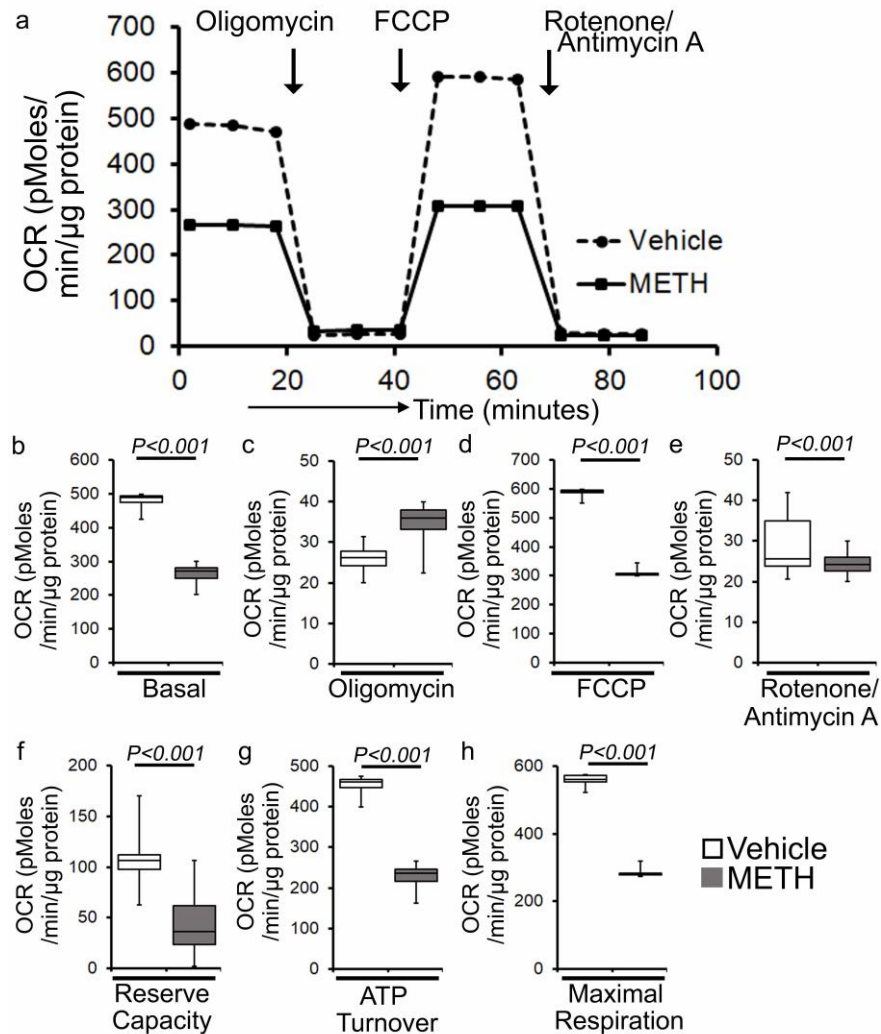 a
Oligomycin
FCCP
Rotenone/
Antimycin A
OCR (pMoles/
min/µg protein)
700
600
500
400
300
200
100
0
Vehicle
METH
0 20 40 60 80 100
Time (minutes)
b
P<0.001
OCR (pMoles
/min/µg protein)
600
500
400
300
200
100
0
Basal
c
P<0.001
OCR (pMoles
/min/µg protein)
50
40
30
20
10
0
Oligomycin
d
P<0.001
OCR (pMoles
/min/µg protein)
700
600
500
400
300
200
100
0
FCCP
e
P<0.001
OCR (pMoles
/min/µg protein)
50
40
30
20
10
0
Rotenone/
Antimycin A
f
P<0.001
OCR (pMoles
/min/µg protein)
200
150
100
50
0
Reserve
Capacity
g
P<0.001
OCR (pMoles
/min/µg protein)
500
400
300
200
100
0
ATP
Turnover
h
P<0.001
OCR (pMoles
/min/µg protein)
600
400
200
0
Maximal
Respiration
Vehicle
METH